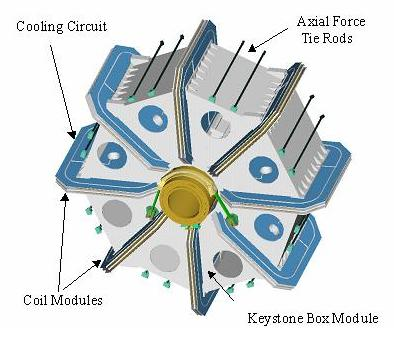 Cooling Circuit
Axial Force
Tie Rods
Coil Modules
Keystone Box Module